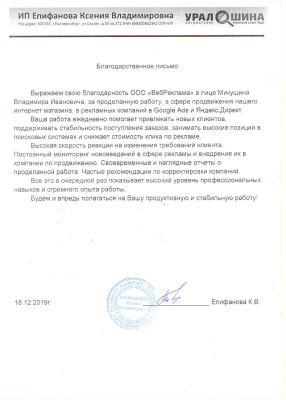 ИП Епифанова Ксения Владимировна
УРАЛ ШИНА
Благодарственное письмо
Выражаем свою благодарность ООО «ВебРеклама» в лице Микушина
Владимира Ивановича, за проделанную работу, в сфере продвижения нашего
интернет магазина, в рекламных компаний в Google Ads и Яндекс.Директ.
Ваша работа ежедневно помогает привлекать новых клиентов,
поддерживать стабильность поступления заказов, занимать высокие позиции в
поисковых системах и снижает стоимость клика по рекламе.
Высокая скорость реакции на изменения требований клиента.
Постоянный мониторинг нововведений в сфере рекламы и внедрение их в
компании по продвижению. Своевременные и наглядные отчеты о
проделанной работе. Частые рекомендации по корректировки компаний.
Все это в очередной раз показывает высокий уровень профессиональных
навыков и огромного опыта работы.
Будем и впредь полагаться на Вашу продуктивную и стабильную работу!
18.12.2019г.
Епифанова К.В.